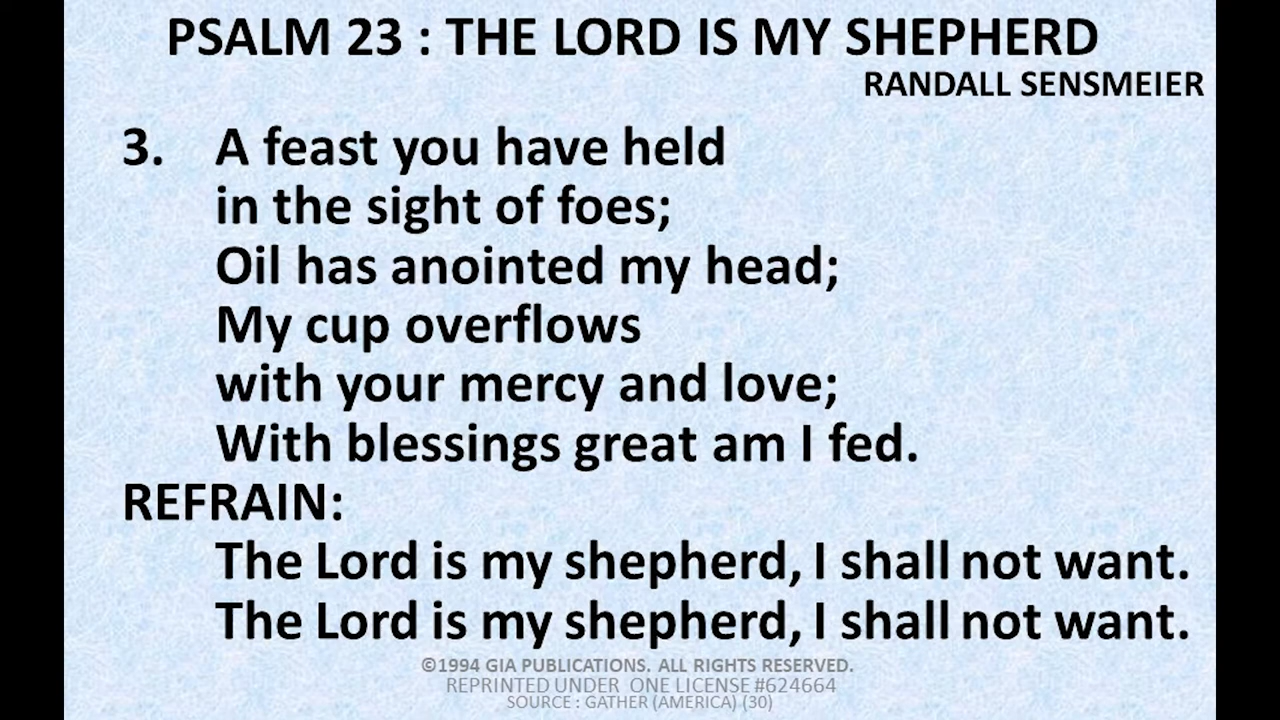 PSALM 23 : THE LORD IS MY SHEPHERD
RANDALL SENSMEIER
3. A feast you have held
in the sight of foes;
Oil has anointed my head;
My cup overflows
with your mercy and love;
With blessings great am I fed.
REFRAIN:
The Lord is my shepherd, I shall not want.
The Lord is my shepherd, I shall not want.
©1994 GIA PUBLICATIONS. ALL RIGHTS RESERVED.
REPRINTED UNDER ONE LICENSE #624664
SOURCE : GATHER (AMERICA) (30)